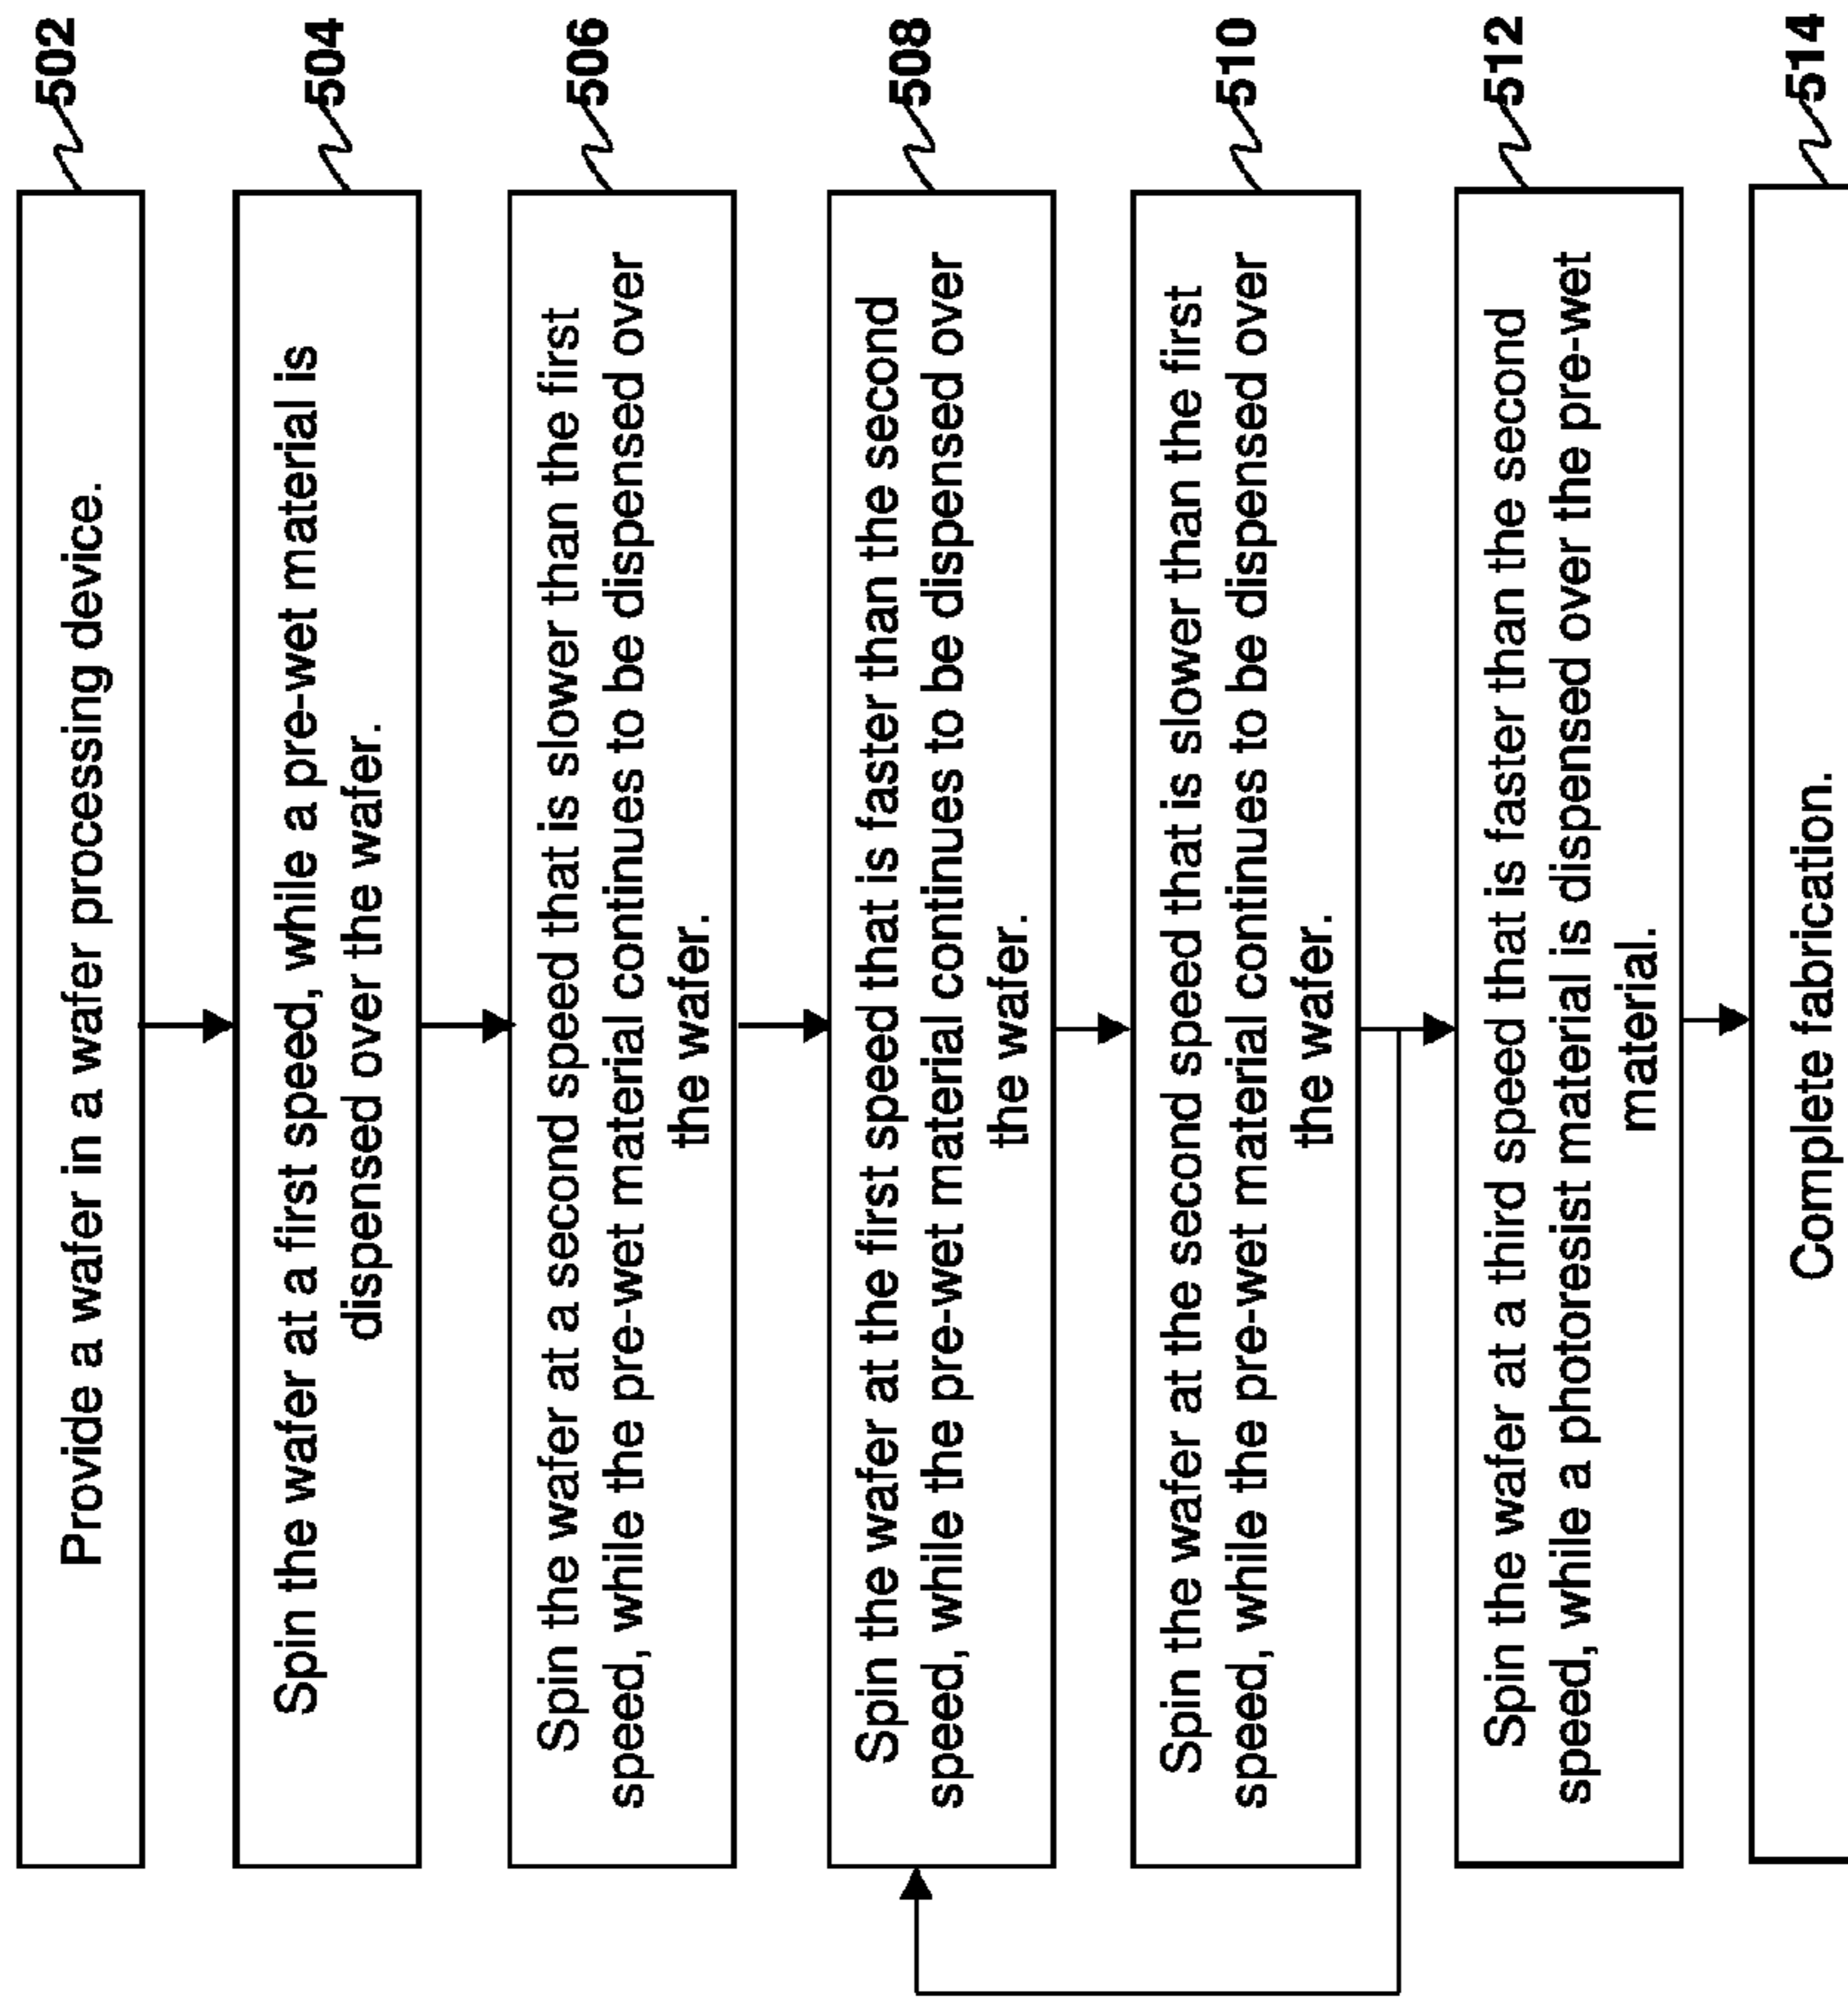 Provide a wafer in a wafer processing device.
502
Spin the wafer at a first speed, while a pre-wet material is
dispensed over the wafer.
504
Spin the wafer at a second speed that is slower than the first
speed, while the pre-wet material continues to be dispensed over
the wafer.
506
Spin the wafer at the first speed that is faster than the second
speed, while the pre-wet material continues to be dispensed over
the wafer.
508
Spin the wafer at the second speed that is slower than the first
speed, while the pre-wet material continues to be dispensed over
the wafer.
510
Spin the wafer at a third speed that is faster than the second
speed, while a photoresist material is dispensed over the pre-wet
material.
512
Complete fabrication.
514